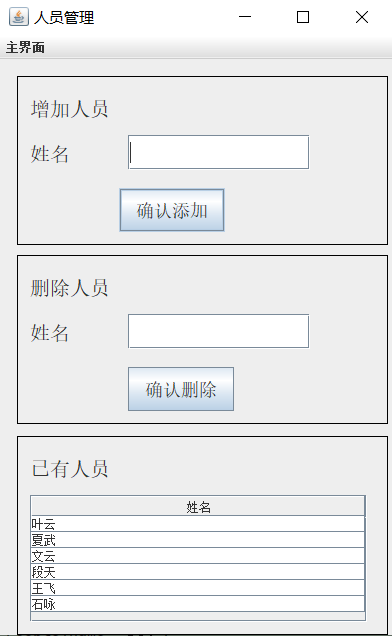 人员管理
主界面
增加人员
姓名
确认添加
删除人员
姓名
确认删除
已有人员
姓名
叶云
夏武
文云
段天
王飞
石咏